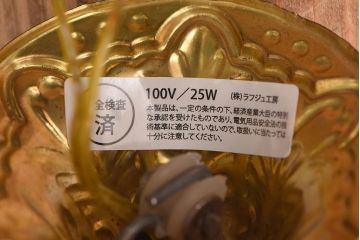 全検査
済
100V／25W (株)ラフジュ工房
本製品は、一定の条件の下、経済産業大臣の特別
な承認を受けたものであり、電気用品安全法の技
術基準に適合していないので、取扱いに当たっては
十分に注意してください。